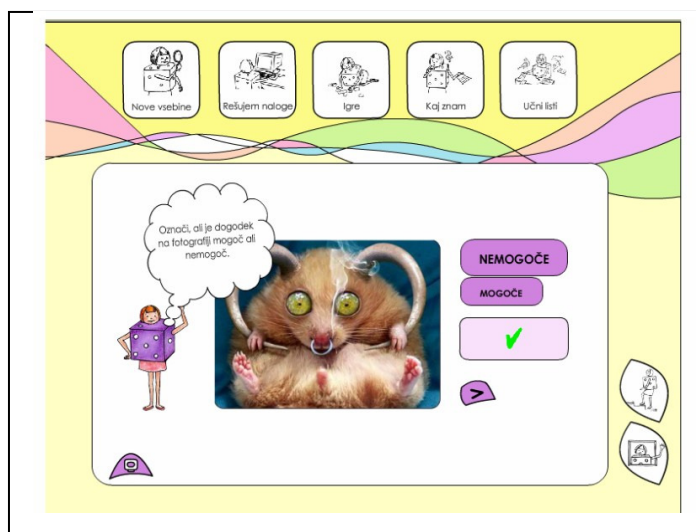 Nove vsebine
Rešujem naloge
Igre
Kaj znam
Učni listi
Označi, ali je dogodek
na fotografiji mogoč ali
nemogoč.
NEMOGOČE
MOGOČE
>